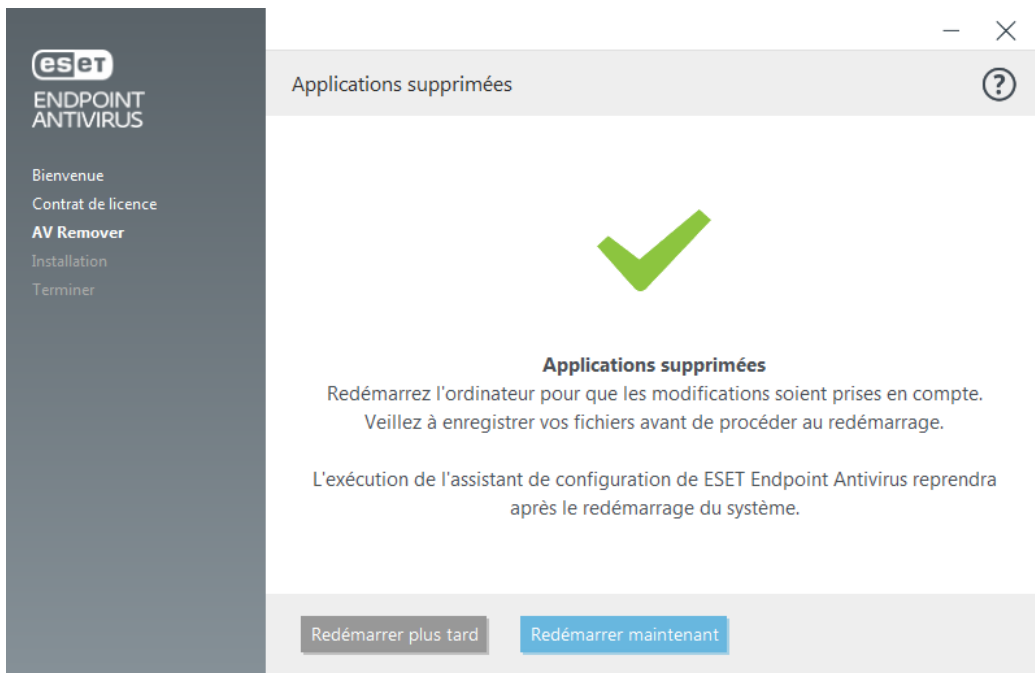 eset
ENDPOINT
ANTIVIRUS
Bienvenue
Contrat de licence
AV Remover
Installation
Terminer
Applications supprimées
?
Applications supprimées
Redémarrez l'ordinateur pour que les modifications soient prises en compte.
Veillez à enregistrer vos fichiers avant de procéder au redémarrage.
L'exécution de l'assistant de configuration de ESET Endpoint Antivirus reprendra
après le redémarrage du système.
Redémarrer plus tard
Redémarrer maintenant